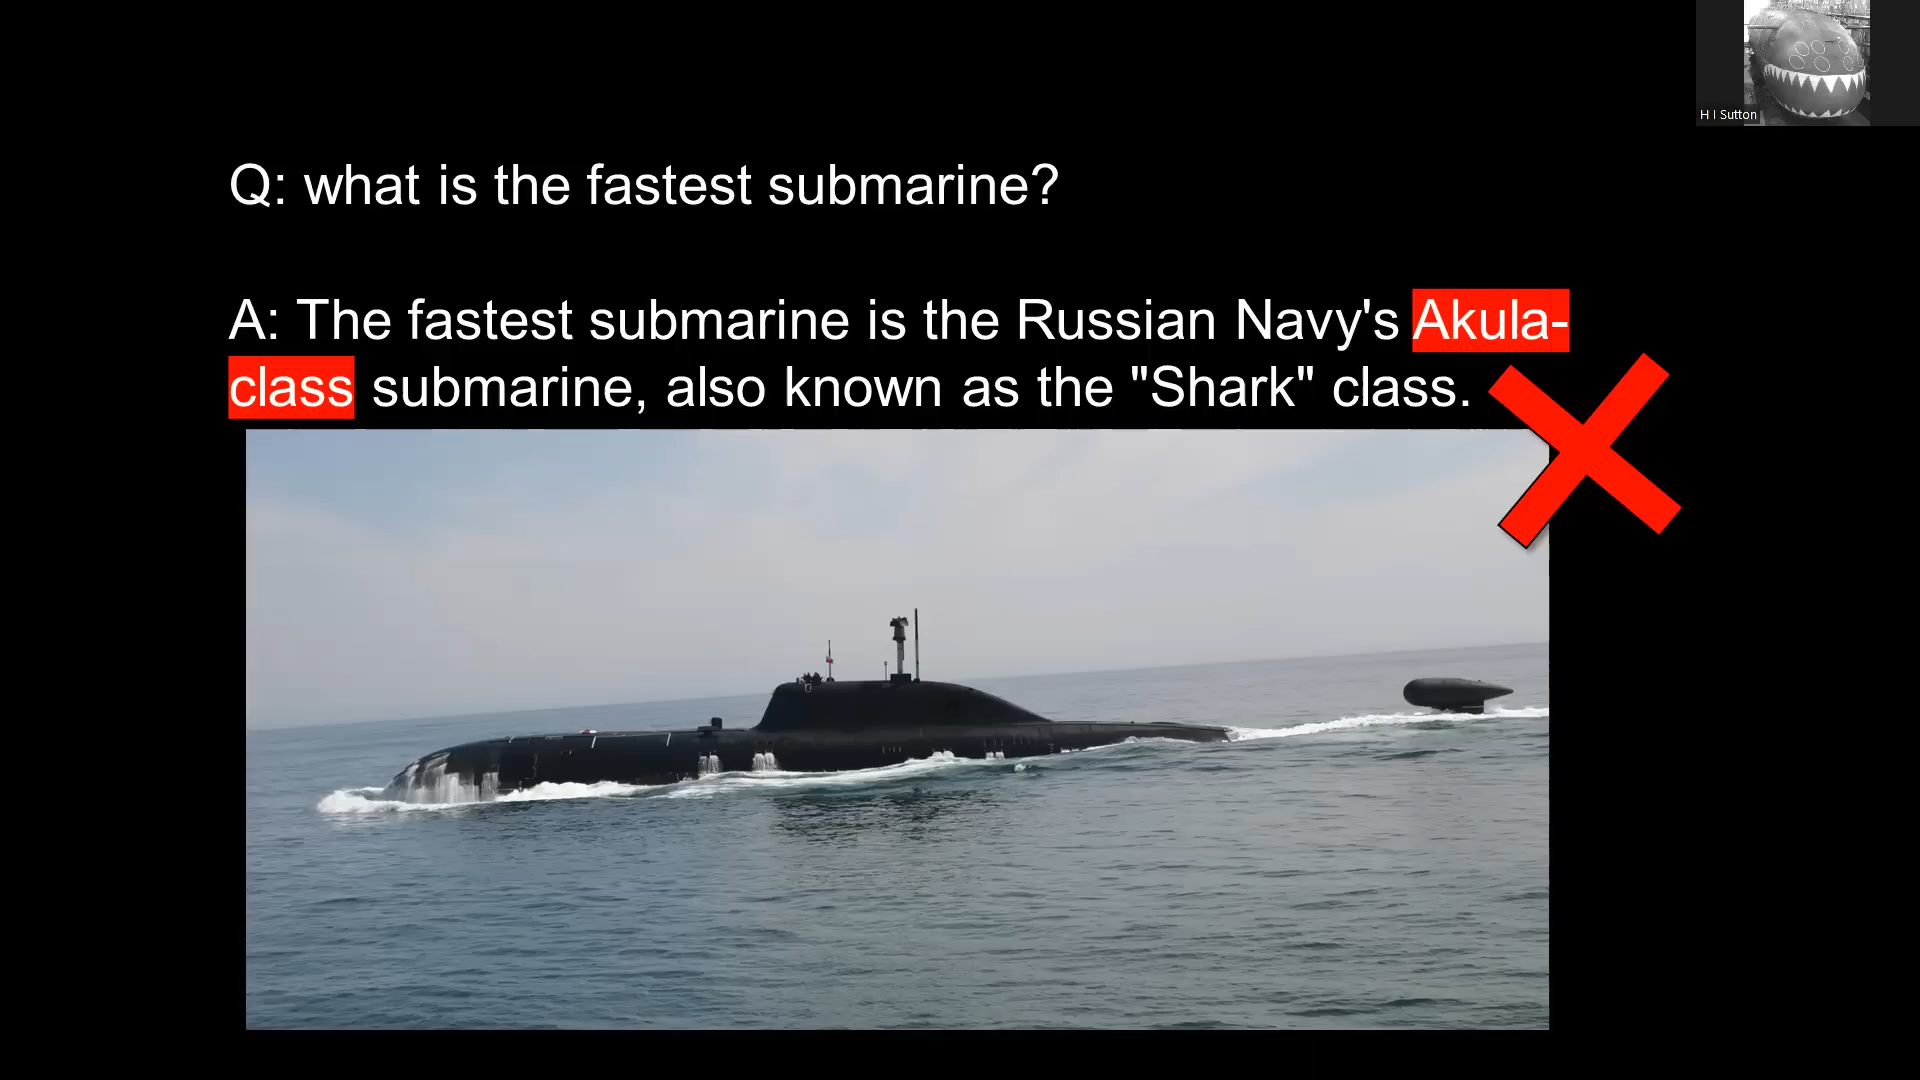 H I Sutton
Q: what is the fastest submarine?
A: The fastest submarine is the Russian Navy's Akula-
class submarine, also known as the "Shark" class.